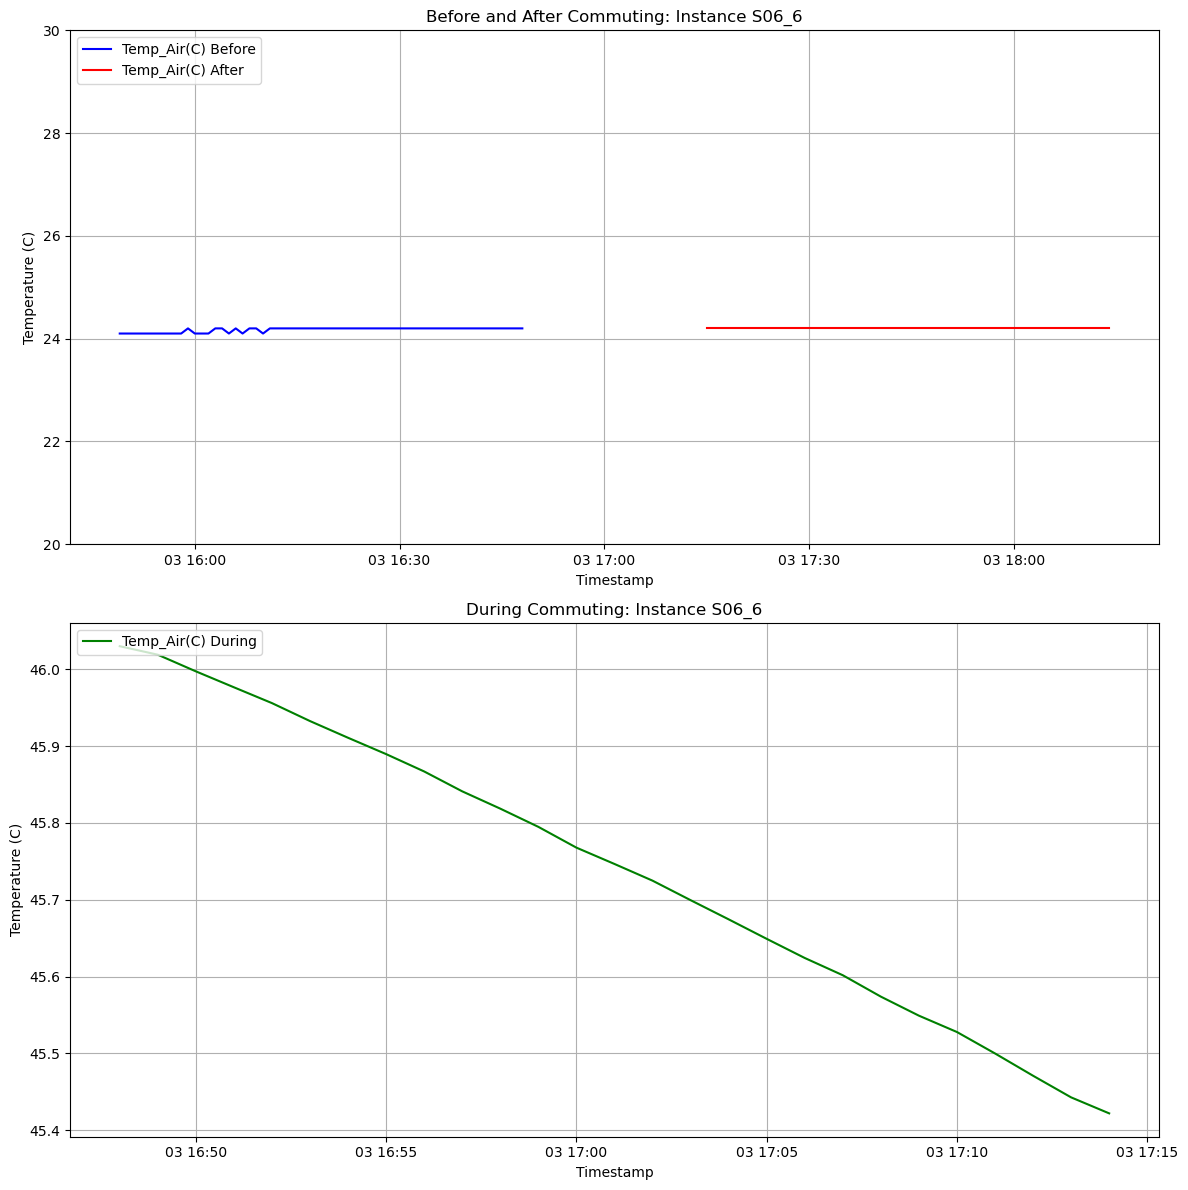 Before and After Commuting: Instance S06_6
Temp_Air(C) Before
Temp_Air(C) After
Temperature (C)
30
28
26
24
22
20
03 16:00
03 16:30
03 17:00
03 17:30
03 18:00
Timestamp
During Commuting: Instance S06_6
Temp_Air(C) During
Temperature (C)
46.0
45.9
45.8
45.7
45.6
45.5
45.4
03 16:50
03 16:55
03 17:00
03 17:05
03 17:10
03 17:15
Timestamp